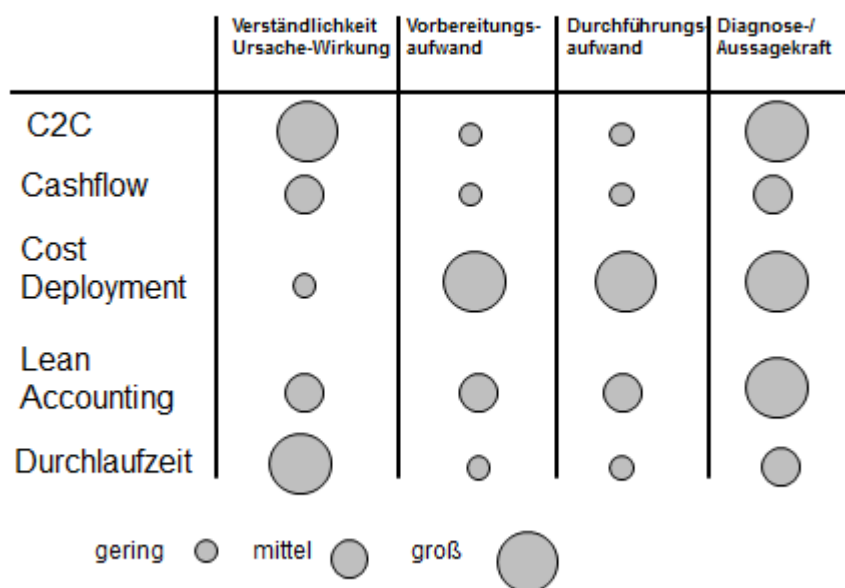 Verständlichkeit Vorbereitungs- Durchführungs- Diagnose-/
Ursache-Wirkung aufwand aufwand Aussagekraft
C2C
Cashflow
Cost
Deployment
Lean
Accounting
Durchlaufzeit
gering mittel groß